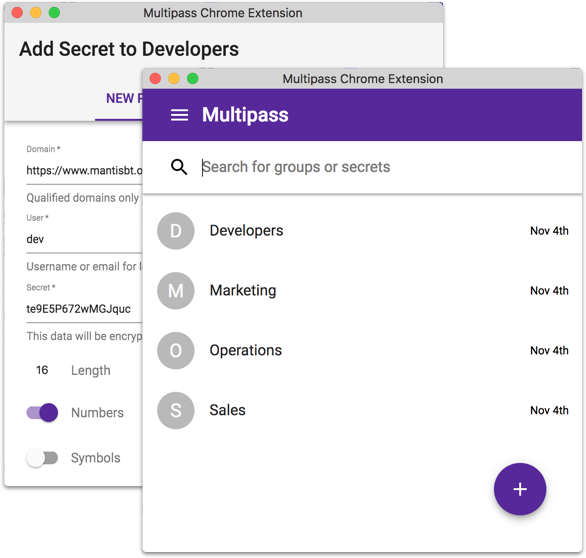 Multipass Chrome Extension
Add Secret to Developers
NEW
Domain *
https://www.mantisbt.o
Qualified domains only
User *
dev
Username or email for
Secret *
te9E5P672wMGJquc
This data will be encryp
16 Length
Numbers
Symbols
Multipass Chrome Extension
Multipass
Search for groups or secrets
D Developers Nov 4th
M Marketing Nov 4th
O Operations Nov 4th
S Sales Nov 4th
+